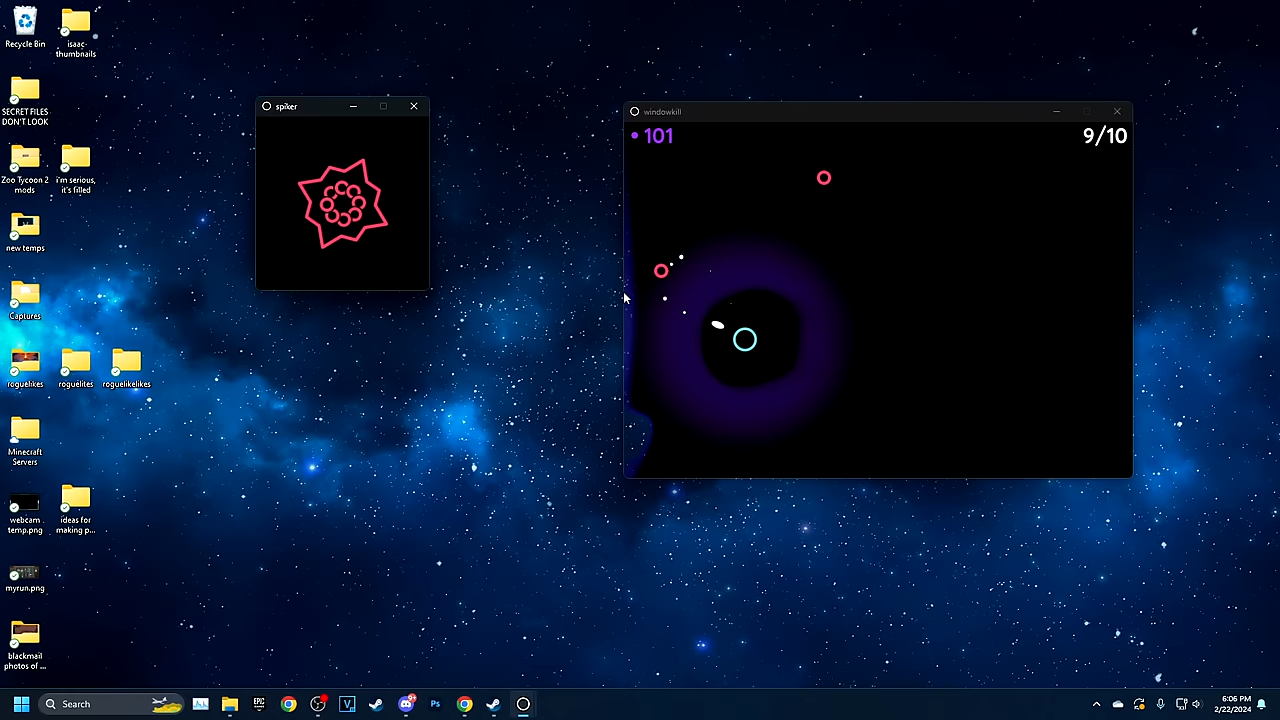 Recycle Bin
isaac-
thumbnails
SECRET FILES
DON'T LOOK
Zoo Tycoon 2
mods
i'm serious,
it's filled
new temps
Captures
roguelikes
roguelites
roguelikelikes
Minecraft
Servers
webcam
temp.png
ideas for
making p...
myrun.png
blackmail
photos of ...
spiker
windowkill
101
9/10
Search
EPIC
V
Ps
6:06 PM
2/22/2024